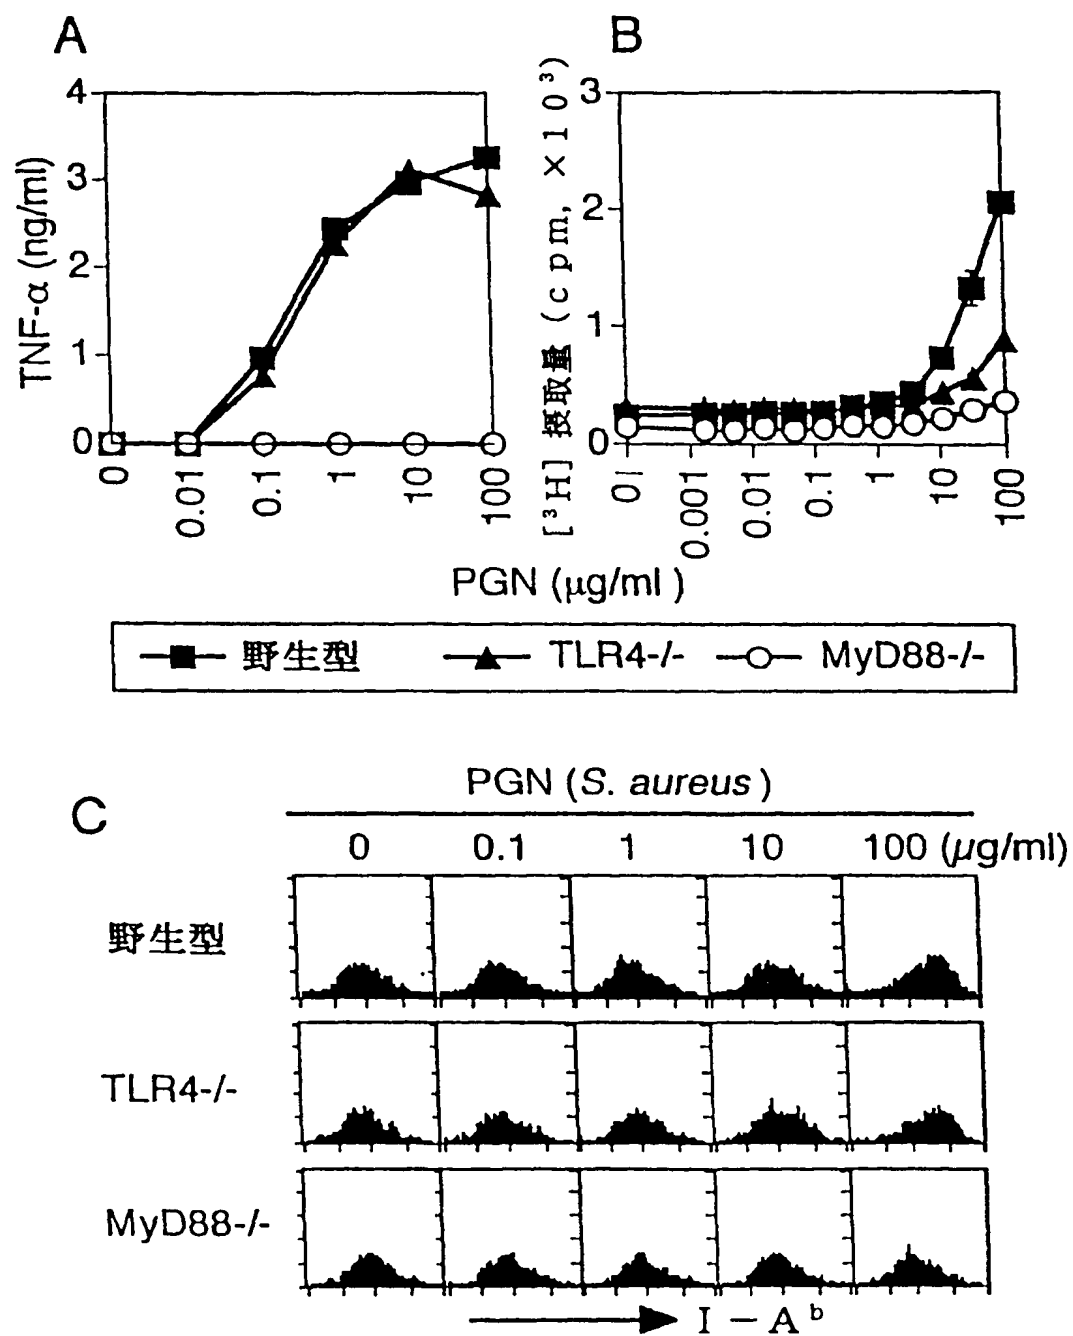 A
B
TNF-α (ng/ml)
4
3
2
1
0
0
0.01
0.1
1
10
100
[³H] 摂取量 (cpm, ×10³)
3
2
1
0
0
0.001
0.01
0.1
1
10
100
PGN (μg/ml)
野生型 TLR4-/- MyD88-/-
C
PGN (S. aureus)
0 0.1 1 10 100 (μg/ml)
野生型
TLR4-/-
MyD88-/-
I－Aᵇ